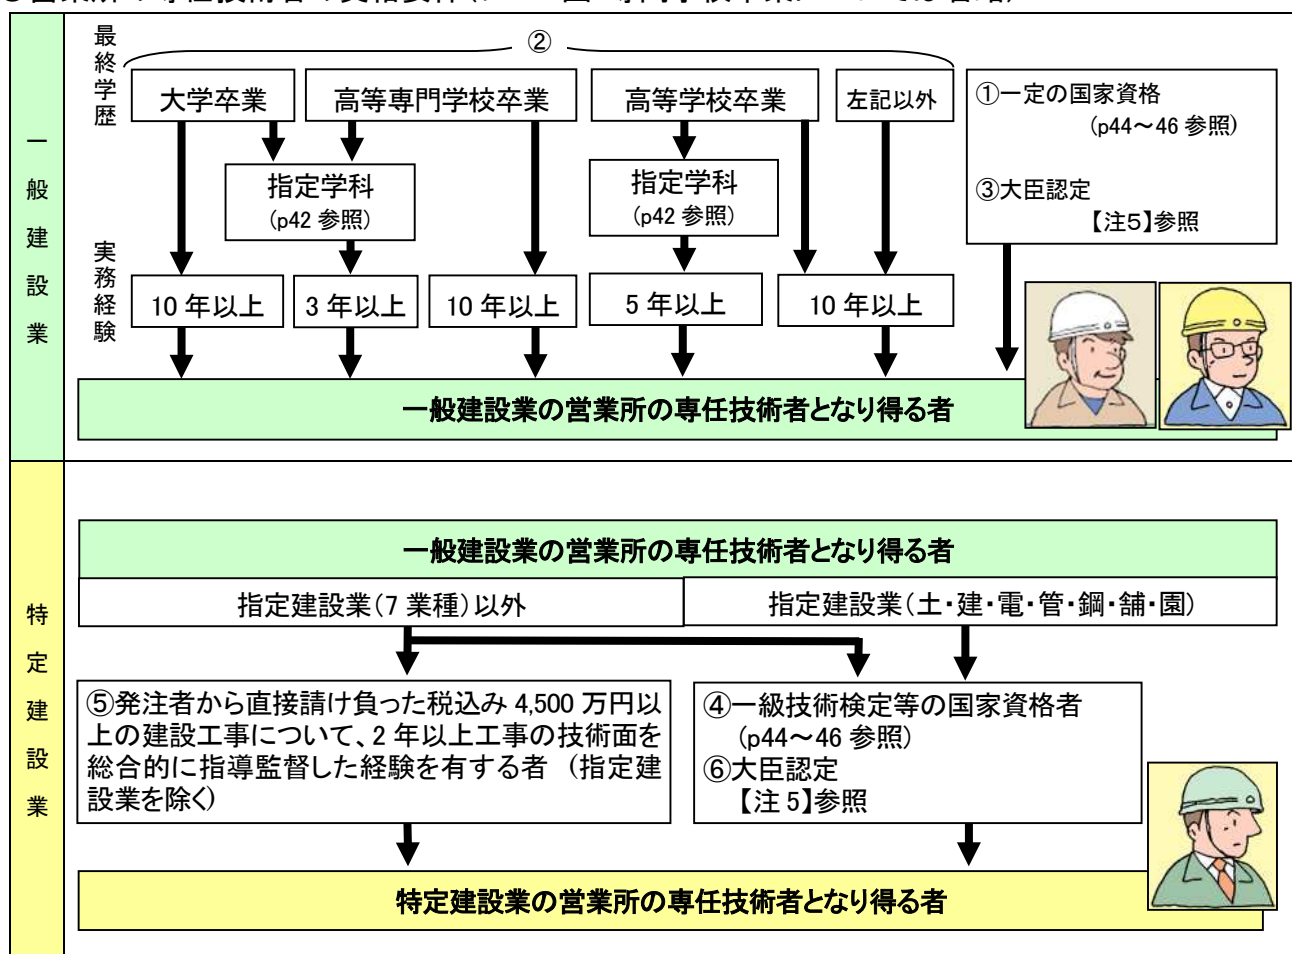 一般建設業
最終学歴
②
大学卒業
高等専門学校卒業
高等学校卒業
左記以外
指定学科
(p42 参照)
指定学科
(p42 参照)
実務経験
10 年以上
3 年以上
10 年以上
5 年以上
10 年以上
①一定の国家資格
(p44～46 参照)
③大臣認定
【注5】参照
一般建設業の営業所の専任技術者となり得る者
特定建設業
一般建設業の営業所の専任技術者となり得る者
指定建設業(7 業種)以外
指定建設業(土・建・電・管・鋼・舗・園)
⑤発注者から直接請け負った税込み 4,500 万円以
上の建設工事について、2 年以上工事の技術面を
総合的に指導監督した経験を有する者 (指定建
設業を除く)
④一級技術検定等の国家資格者
(p44～46 参照)
⑥大臣認定
【注 5】参照
特定建設業の営業所の専任技術者となり得る者